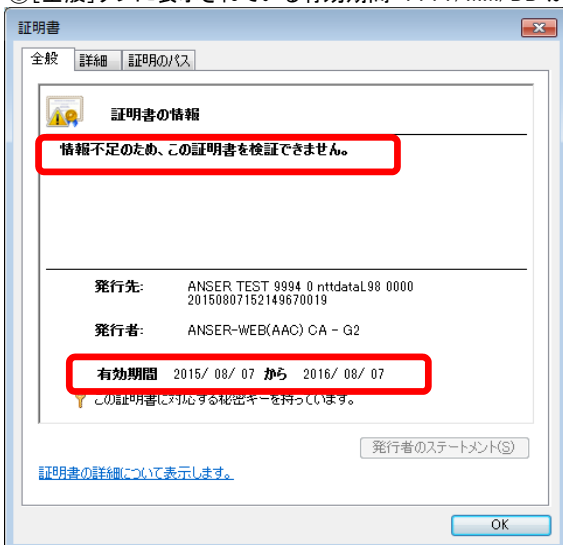 証明書
全般 詳細 証明のパス
証明書の情報
情報不足のため、この証明書を検証できません。
発行先: ANSER TEST 9994 0 nttdataL98 0000
20150807152149670019
発行者: ANSER-WEB(AAC) CA - G2
有効期間 2015/ 08/ 07 から 2016/ 08/ 07
この証明書に対応する秘密キーを持っています。
発行者のステートメント(S)
証明書の詳細について表示します。
OK